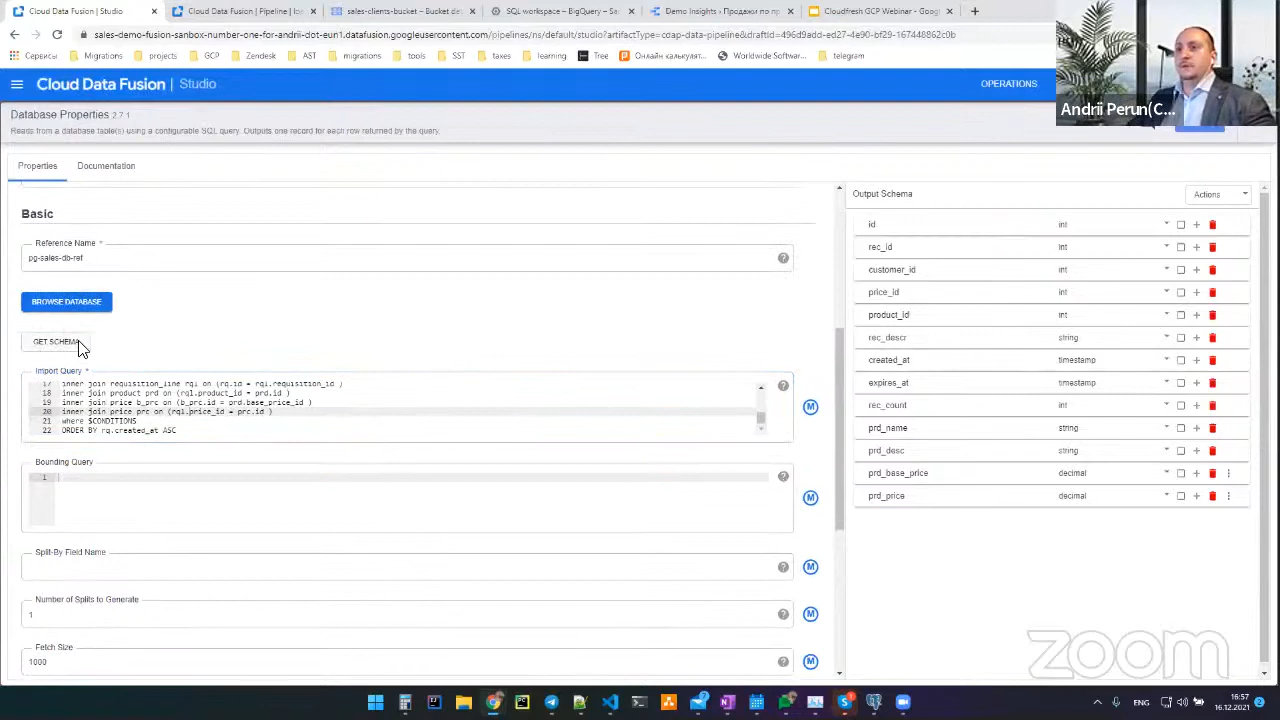 Cloud Data Fusion | Studio
Cloud Data Fusion | Pipeline | lo
sales-clients-bucket – Bucket de
SQL workspace – BigQuery – Sa
Demo Insights • Продажи по пр
Cloudfresh GCP Webinar - Googl
sales-demo-fusion-sanbox-number-one-for-andrii-dot-eun1.datafusion.googleusercontent.com/pipelines/ns/default/studio?artifactType=cdap-data-pipeline&draftId=496d9add-ed27-4e90-bf29-167448862c0b
Сервисы
Migrations
projects
GCP
Zendesk
AST
migrations
tools
SST
taxes
learning
Tree
Онлайн калькулят...
Worldwide Softwar...
telegram
Cloud Data Fusion | Studio
OPERATIONS
Andrii Perun(C...
Database Properties 2.7.1
Reads from a database table(s) using a configurable SQL query. Outputs one record for each row returned by the query.
Properties
Documentation
Basic
Reference Name *
pg-sales-db-ref
BROWSE DATABASE
GET SCHEMA
Import Query *
17 inner join requisition_line rql on (rq.id = rql.requisition_id )
18 inner join product prd on (rql.product_id = prd.id )
19 inner join price b_prc on (b_prc.id = prd.base_price_id )
20 inner join price prc on (rql.price_id = prc.id )
21 where $CONDITIONS
22 ORDER BY rq.created_at ASC
M
Bounding Query
1
M
Split-By Field Name
M
Number of Splits to Generate
1
M
Fetch Size
1000
M
Output Schema
Actions
id int
rec_id int
customer_id int
price_id int
product_id int
rec_descr string
created_at timestamp
expires_at timestamp
rec_count int
prd_name string
prd_desc string
prd_base_price decimal
prd_price decimal
zoom
ENG
16:57
16.12.2021